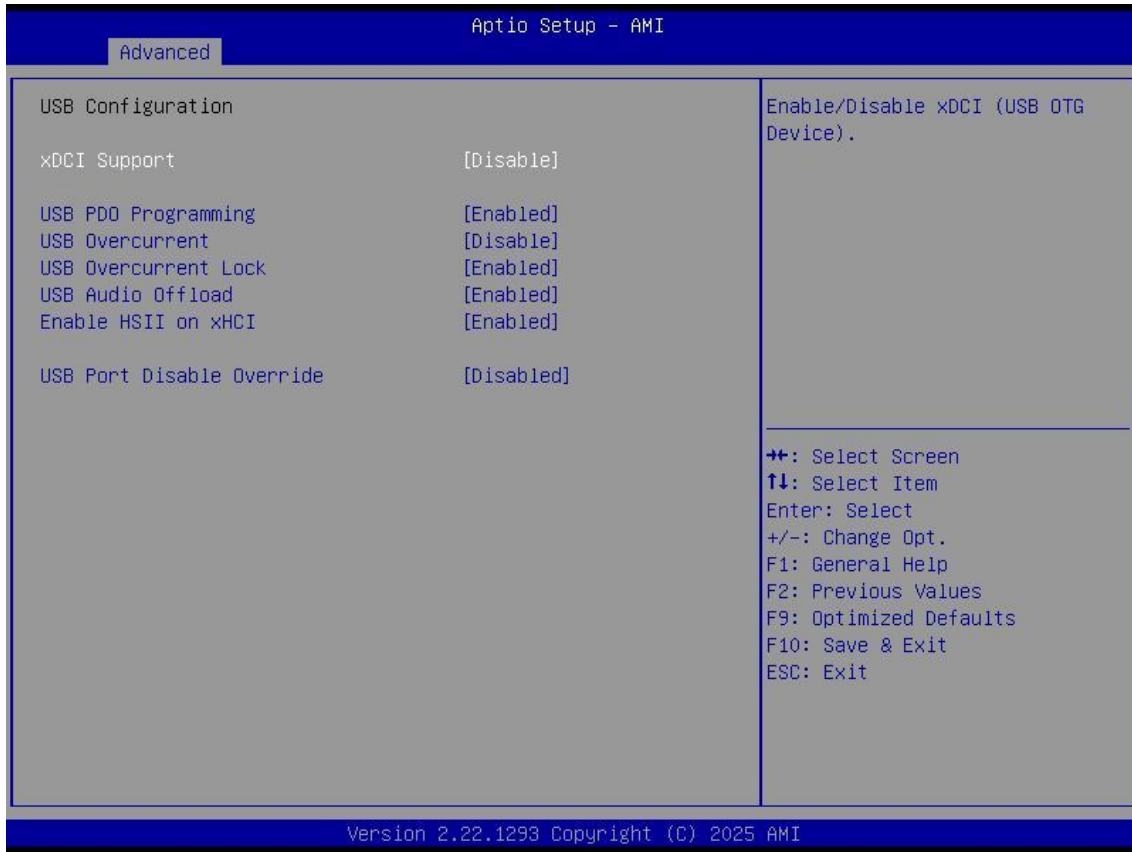 Aptio Setup – AMI
Advanced
USB Configuration
xDCI Support [Disable]
USB PDO Programming [Enabled]
USB Overcurrent [Disable]
USB Overcurrent Lock [Enabled]
USB Audio Offload [Enabled]
Enable HSII on xHCI [Enabled]
USB Port Disable Override [Disabled]
Enable/Disable xDCI (USB OTG
Device).
→←: Select Screen
↑↓: Select Item
Enter: Select
+/-: Change Opt.
F1: General Help
F2: Previous Values
F9: Optimized Defaults
F10: Save & Exit
ESC: Exit
Version 2.22.1293 Copyright (C) 2025 AMI